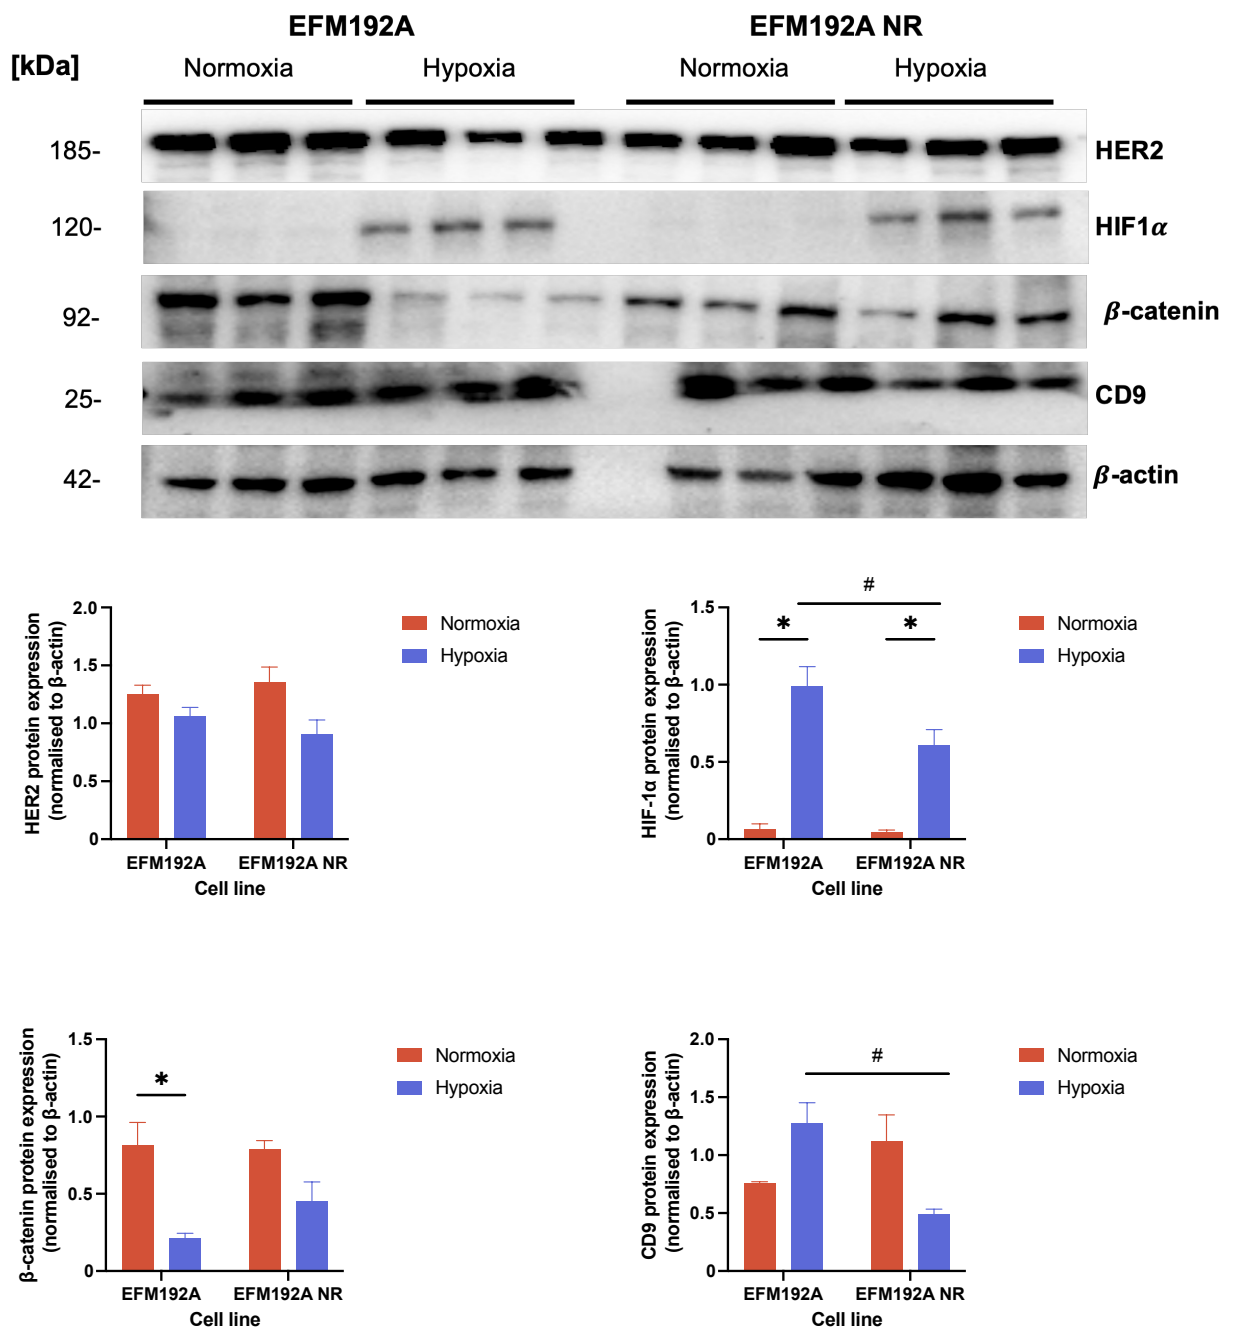 EFM192A EFM192A NR
[kDa] Normoxia Hypoxia Normoxia Hypoxia
185- HER2
120- HIF1α
92- β-catenin
25- CD9
42- β-actin
HER2 protein expression
(normalised to β-actin)
2.0
1.5
1.0
0.5
0
EFM192A EFM192A NR
Cell line
Normoxia
Hypoxia
HIF-1α protein expression
(normalised to β-actin)
#
* *
1.5
1.0
0.5
0
EFM192A EFM192A NR
Cell line
Normoxia
Hypoxia
β-catenin protein expression
(normalised to β-actin)
*
1.5
1.0
0.5
0
EFM192A EFM192A NR
Cell line
Normoxia
Hypoxia
CD9 protein expression
(normalised to β-actin)
#
2.0
1.5
1.0
0.5
0
EFM192A EFM192A NR
Cell line
Normoxia
Hypoxia